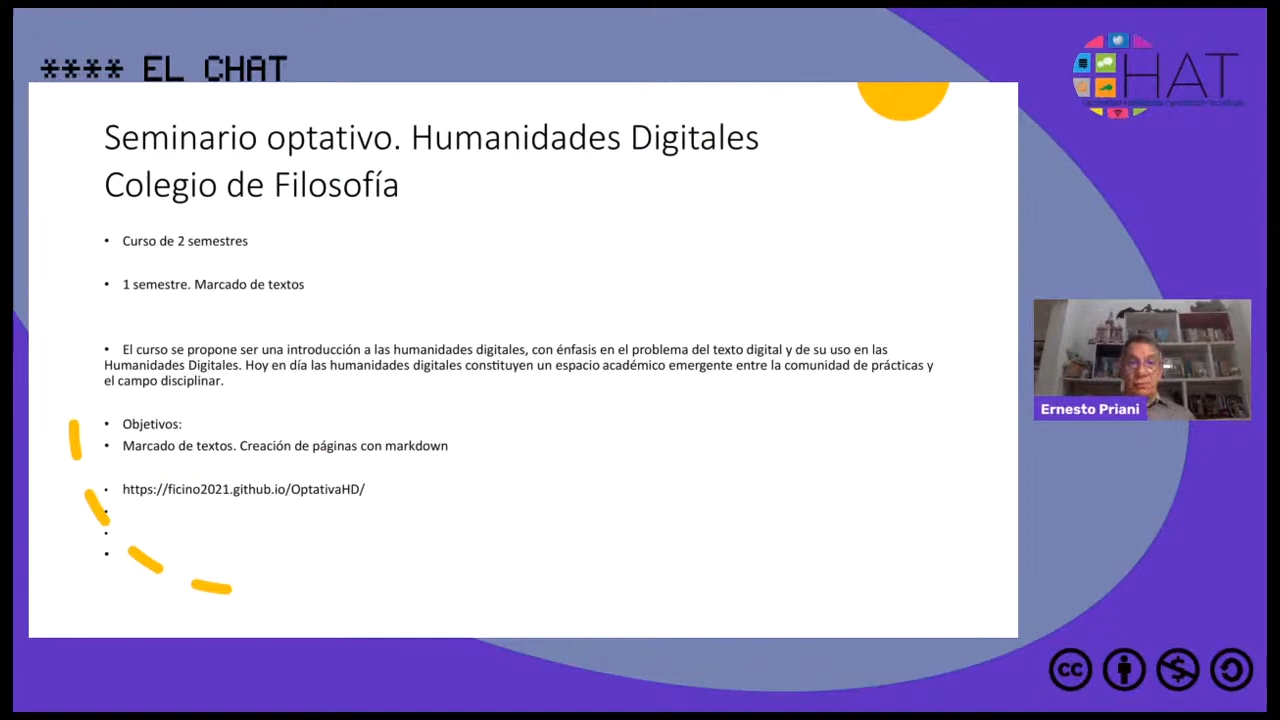 **** EL CHAT
HAT
Seminario optativo. Humanidades Digitales
Colegio de Filosofía
• Curso de 2 semestres
• 1 semestre. Marcado de textos
• El curso se propone ser una introducción a las humanidades digitales, con énfasis en el problema del texto digital y de su uso en las
Humanidades Digitales. Hoy en día las humanidades digitales constituyen un espacio académico emergente entre la comunidad de prácticas y
el campo disciplinar.
• Objetivos:
• Marcado de textos. Creación de páginas con markdown
• https://ficino2021.github.io/OptativaHD/
Ernesto Priani
cc